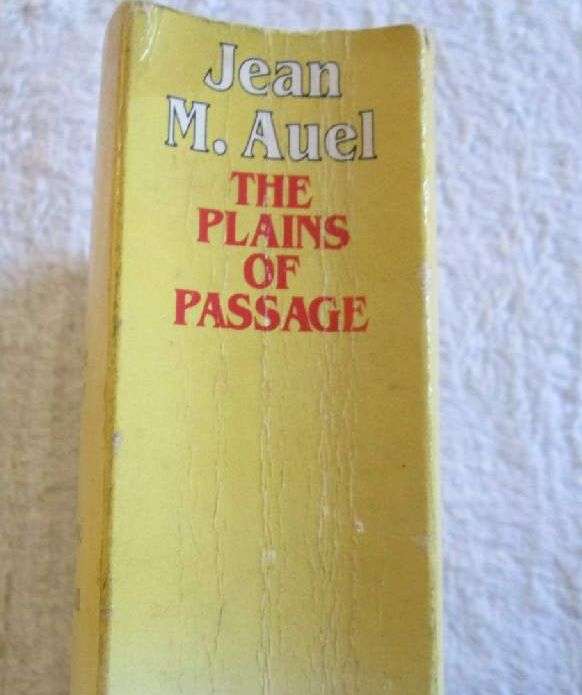 Jean
M. Auel
THE
PLAINS
OF
PASSAGE